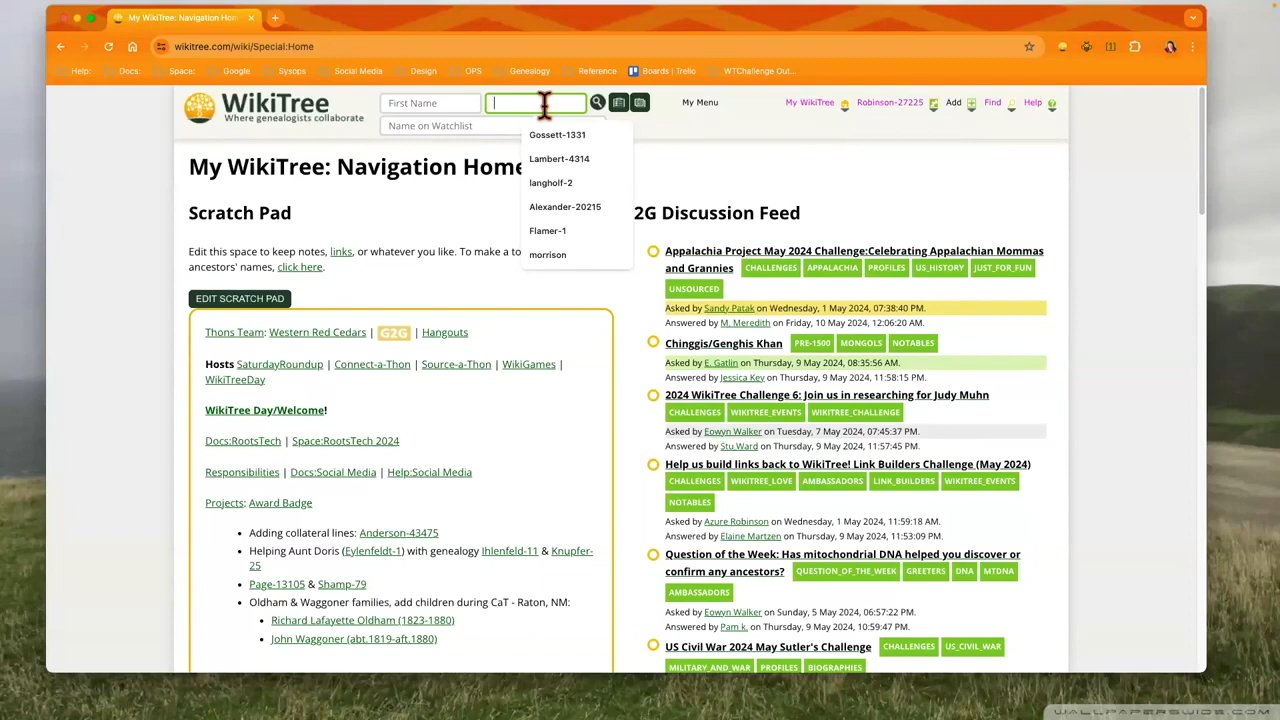 My WikiTree: Navigation Hom
wikitree.com/wiki/Special:Home
Help: Docs: Space: Google Sysops Social Media Design OPS Genealogy Reference Boards | Trello WTChallenge Out...
WikiTree
Where genealogists collaborate
First Name
Name on Watchlist
My Menu
My WikiTree Robinson-27225 Add Find Help
Gossett-1331
Lambert-4314
langholf-2
Alexander-20215
Flamer-1
morrison
My WikiTree: Navigation Home
Scratch Pad
Edit this space to keep notes, links, or whatever you like. To make a to
ancestors' names, click here.
EDIT SCRATCH PAD
Thons Team: Western Red Cedars | G2G | Hangouts
Hosts SaturdayRoundup | Connect-a-Thon | Source-a-Thon | WikiGames |
WikiTreeDay
WikiTree Day/Welcome!
Docs:RootsTech | Space:RootsTech 2024
Responsibilities | Docs:Social Media | Help:Social Media
Projects: Award Badge
• Adding collateral lines: Anderson-43475
• Helping Aunt Doris (Eylenfeldt-1) with genealogy Ihlenfeld-11 & Knupfer-
25
• Page-13105 & Shamp-79
• Oldham & Waggoner families, add children during CaT - Raton, NM:
• Richard Lafayette Oldham (1823-1880)
• John Waggoner (abt.1819-aft.1880)
2G Discussion Feed
Appalachia Project May 2024 Challenge:Celebrating Appalachian Mommas
and Grannies CHALLENGES APPALACHIA PROFILES US_HISTORY JUST_FOR_FUN
UNSOURCED
Asked by Sandy Patak on Wednesday, 1 May 2024, 07:38:40 PM.
Answered by M. Meredith on Friday, 10 May 2024, 12:06:20 AM.
Chinggis/Genghis Khan PRE-1500 MONGOLS NOTABLES
Asked by E. Gatlin on Thursday, 9 May 2024, 08:35:56 AM.
Answered by Jessica Key on Thursday, 9 May 2024, 11:58:15 PM.
2024 WikiTree Challenge 6: Join us in researching for Judy Muhn
CHALLENGES WIKITREE_EVENTS WIKITREE_CHALLENGE
Asked by Eowyn Walker on Tuesday, 7 May 2024, 07:45:37 PM.
Answered by Stu Ward on Thursday, 9 May 2024, 11:57:45 PM.
Help us build links back to WikiTree! Link Builders Challenge (May 2024)
CHALLENGES WIKITREE_LOVE AMBASSADORS LINK_BUILDERS WIKITREE_EVENTS
NOTABLES
Asked by Azure Robinson on Wednesday, 1 May 2024, 11:59:18 AM.
Answered by Elaine Martzen on Thursday, 9 May 2024, 11:53:09 PM.
Question of the Week: Has mitochondrial DNA helped you discover or
confirm any ancestors? QUESTION_OF_THE_WEEK GREETERS DNA MTDNA
AMBASSADORS
Asked by Eowyn Walker on Sunday, 5 May 2024, 06:57:22 PM.
Answered by Pam k. on Thursday, 9 May 2024, 10:59:47 PM.
US Civil War 2024 May Sutler's Challenge CHALLENGES US_CIVIL_WAR
MILITARY_AND_WAR PROFILES BIOGRAPHIES
WALLPAPERSWIDE.COM